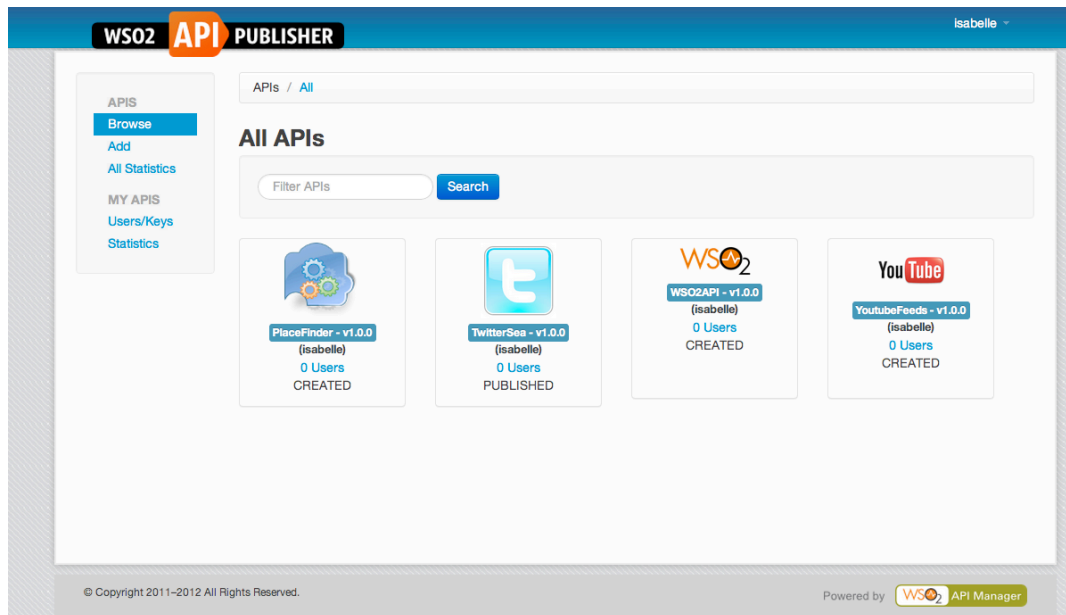 WSO2 API PUBLISHER
isabelle
APIS
Browse
Add
All Statistics
MY APIS
Users/Keys
Statistics
APIs / All
All APIs
Filter APIs
Search
PlaceFinder - v1.0.0
(isabelle)
0 Users
CREATED
TwitterSea - v1.0.0
(isabelle)
0 Users
PUBLISHED
WSO2
WSO2API - v1.0.0
(isabelle)
0 Users
CREATED
You Tube
YoutubeFeeds - v1.0.0
(isabelle)
0 Users
CREATED
© Copyright 2011–2012 All Rights Reserved.
Powered by WSO2 API Manager